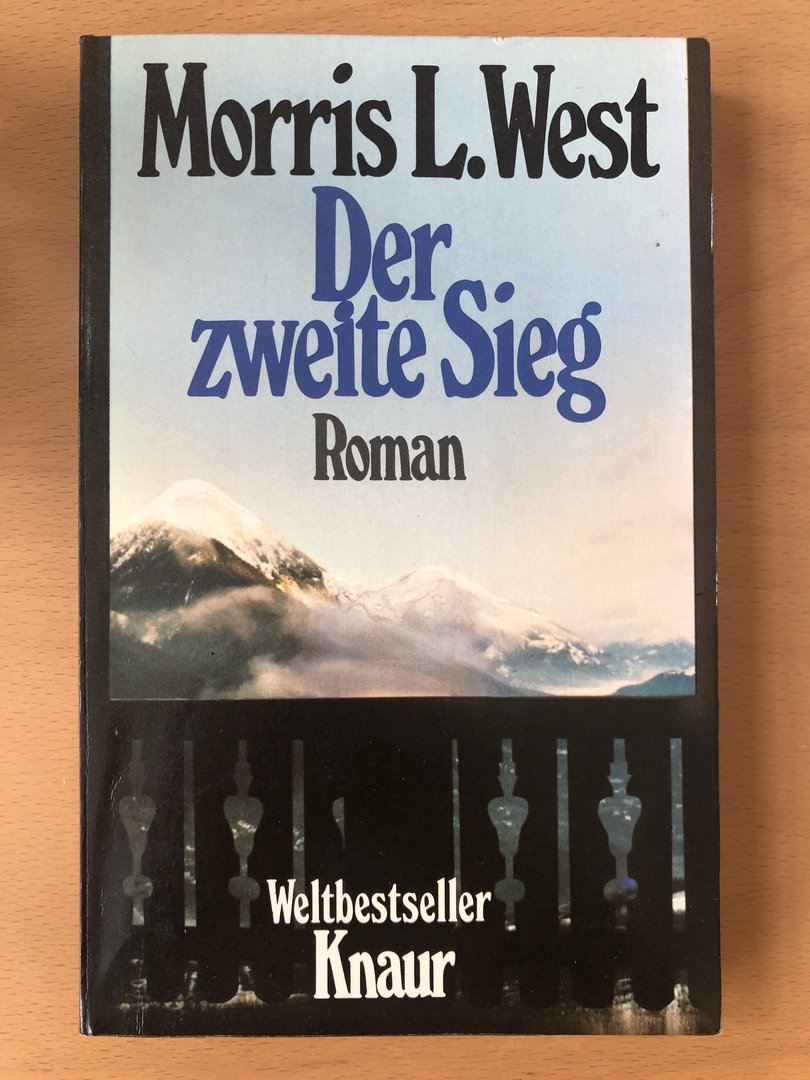 Morris L. West
Der
zweite Sieg
Roman
Weltbestseller
Knaur